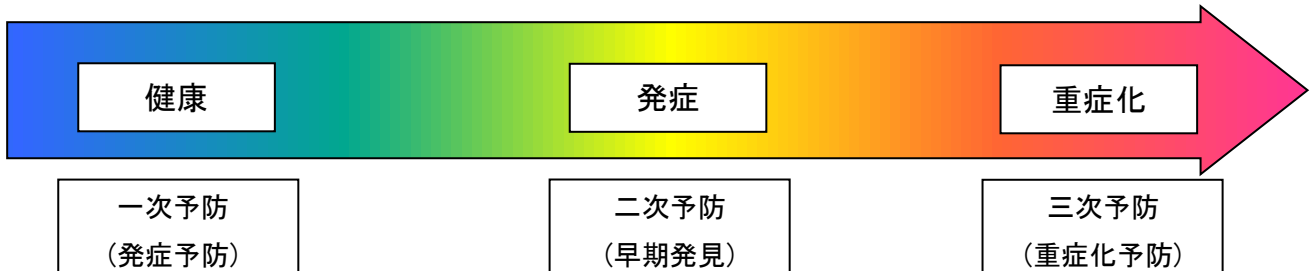 健康
発症
重症化
一次予防
（発症予防）
二次予防
（早期発見）
三次予防
（重症化予防）